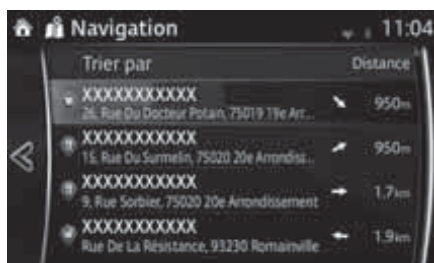 Navigation 11:04
Trier par Distance
XXXXXXXXXXX
26, Rue Du Docteur Potain, 75019 19e Arr... 950m
XXXXXXXXXXX
15, Rue Du Surmelin, 75020 20e Arrondiss... 950m
XXXXXXXXXXX
9, Rue Sorbier, 75020 20e Arrondissement 1.7km
XXXXXXXXXXX
Rue De La Résistance, 93230 Romainville 1.9km